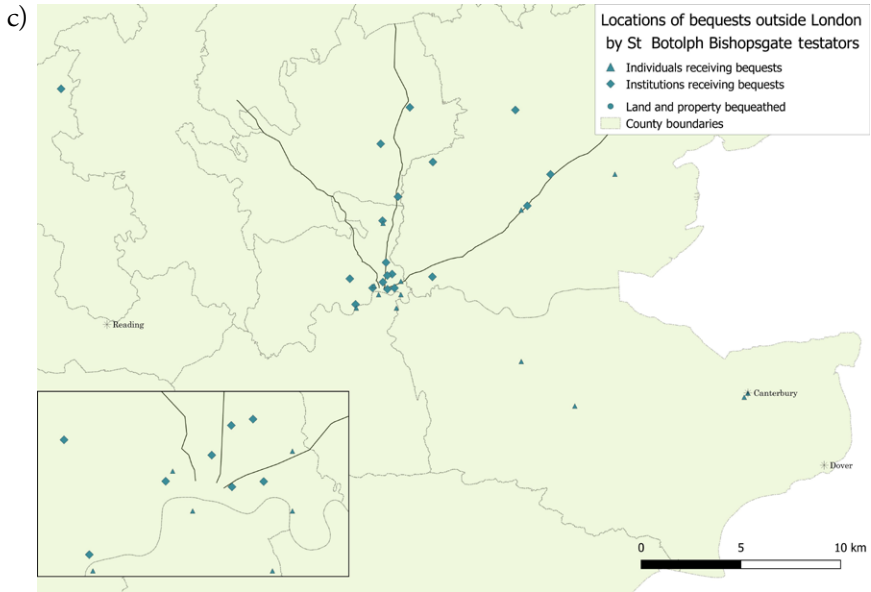 c)
Locations of bequests outside London
by St Botolph Bishopsgate testators
Individuals receiving bequests
Institutions receiving bequests
Land and property bequeathed
County boundaries
Reading
Canterbury
Dover
0 5 10 km